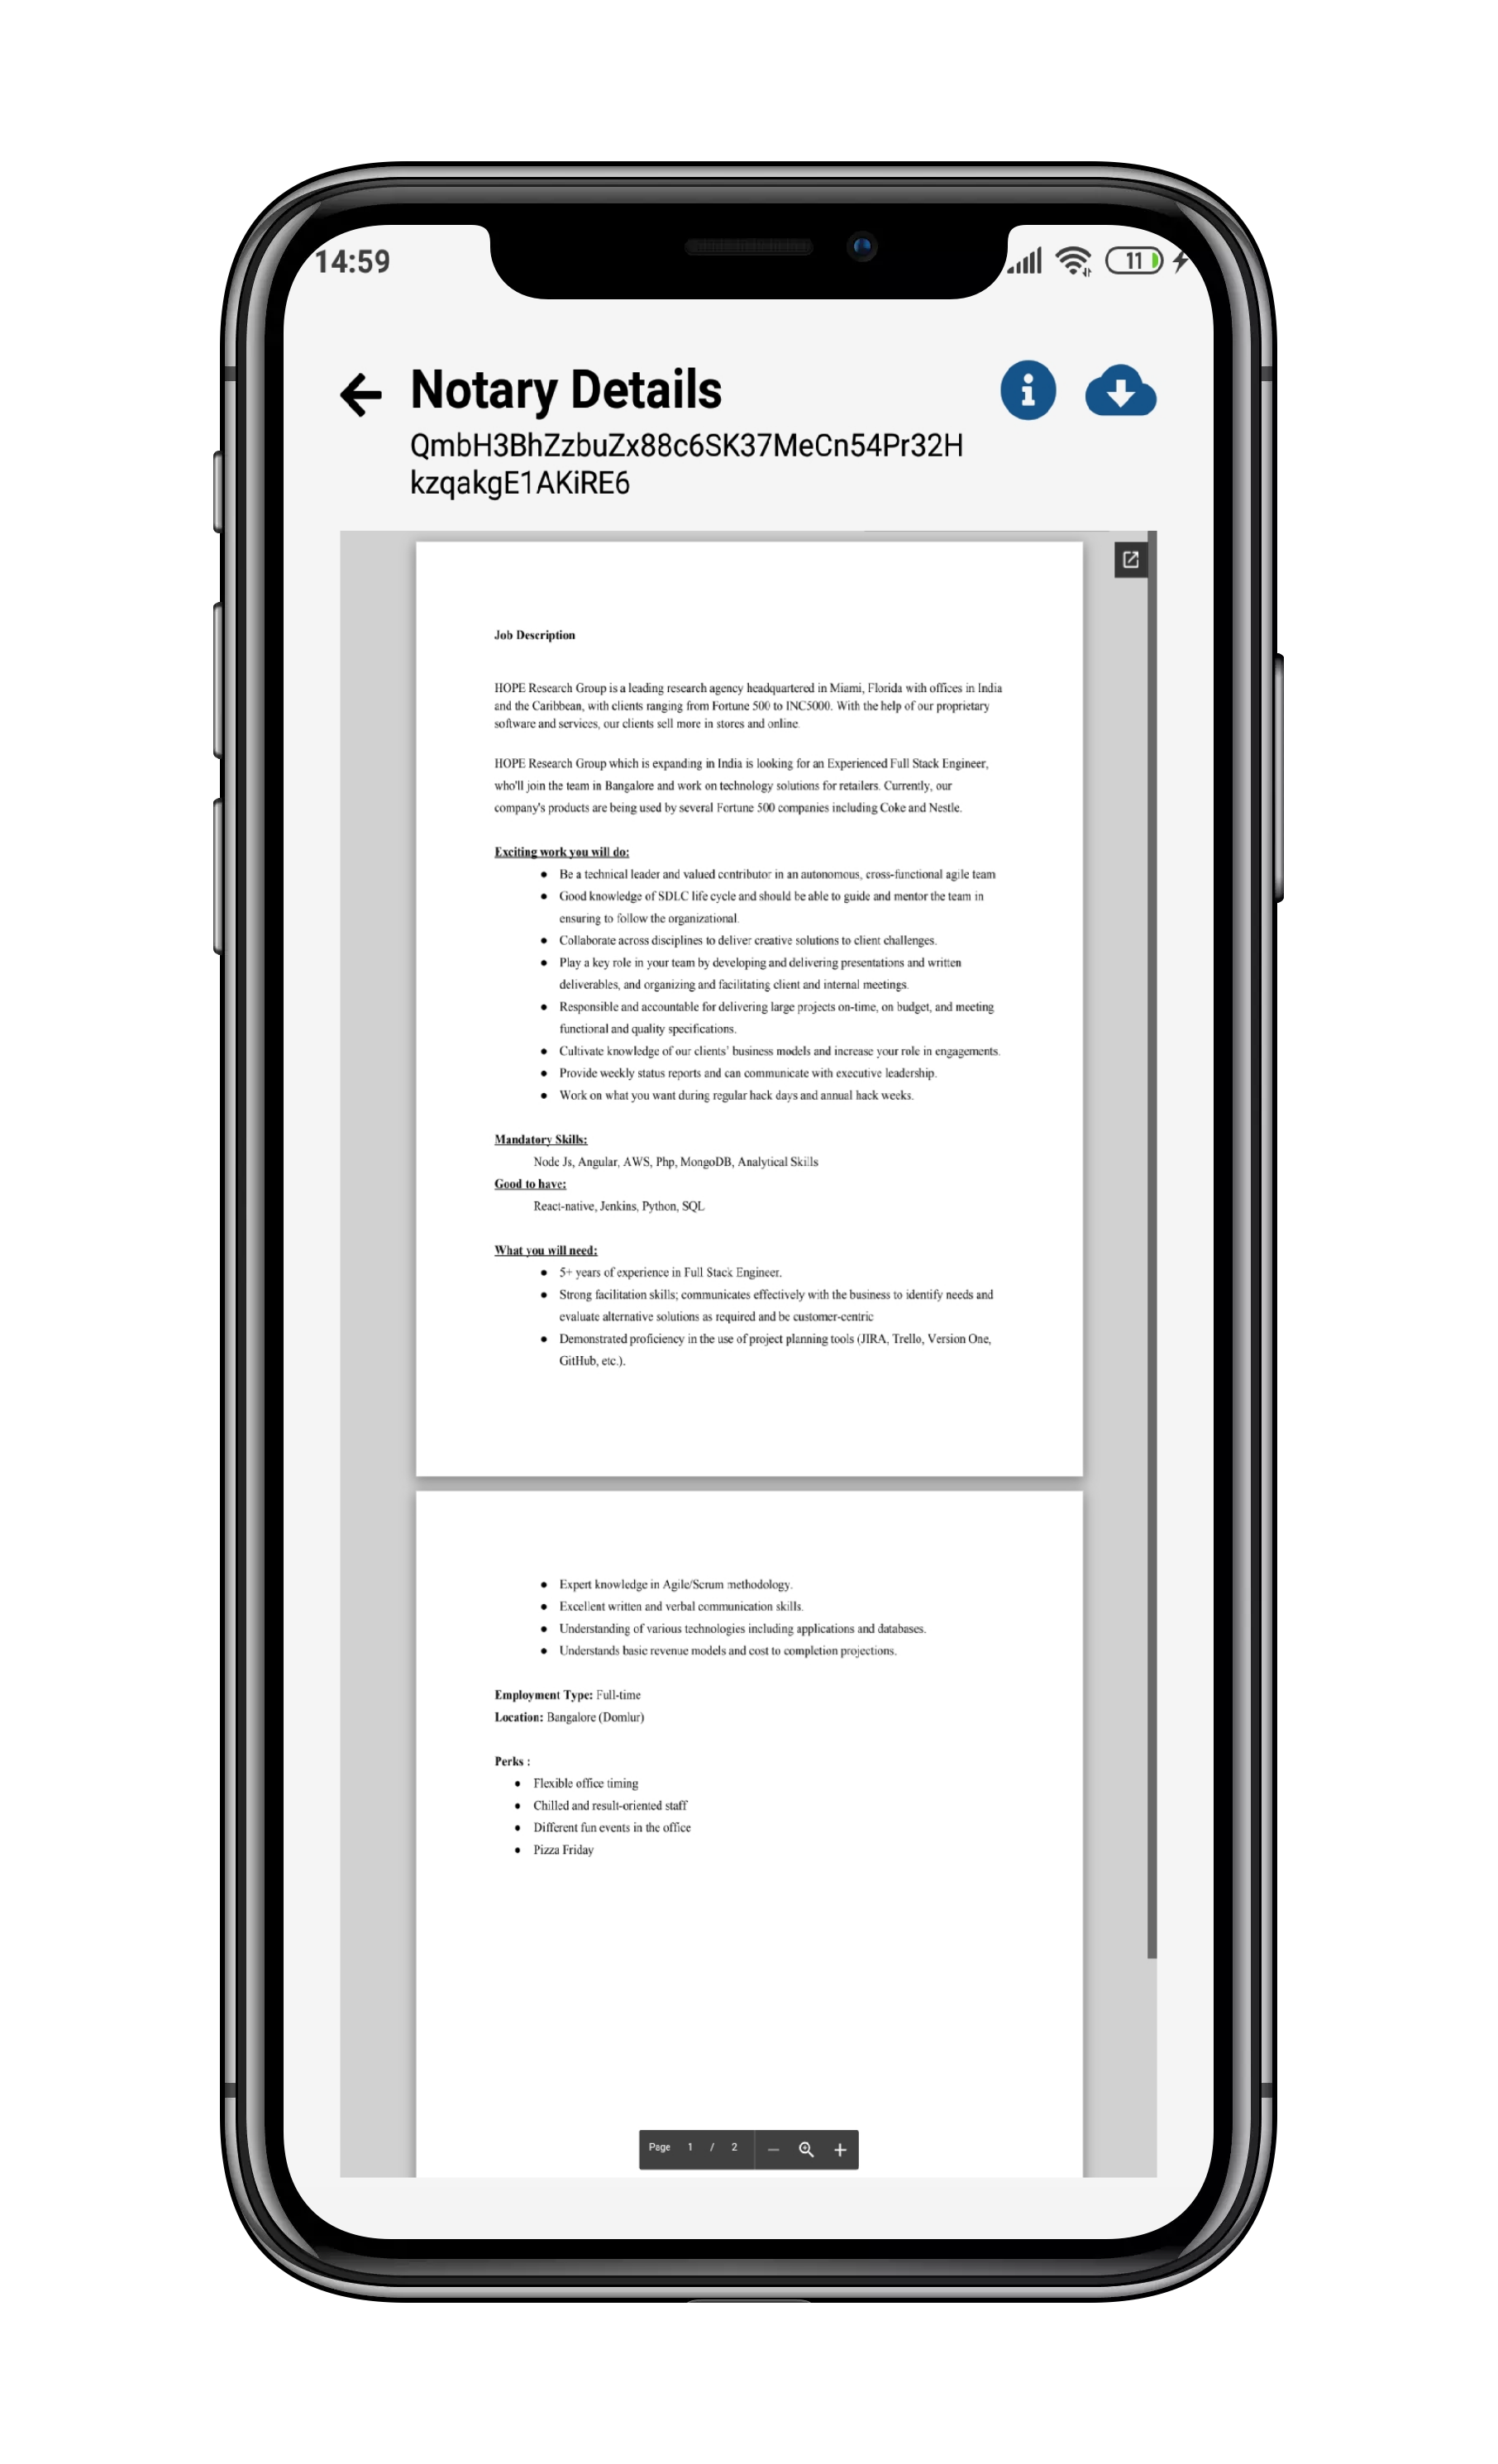 14:59
11
Notary Details
QmbH3BhZzbuZx88c6SK37MeCn54Pr32H
kzqakgE1AKiRE6
Job Description
HOPE Research Group is a leading research agency headquartered in Miami, Florida with offices in India
and the Caribbean, with clients ranging from Fortune 500 to INC5000. With the help of our proprietary
software and services, our clients sell more in stores and online.
HOPE Research Group which is expanding in India is looking for an Experienced Full Stack Engineer,
who'll join the team in Bangalore and work on technology solutions for retailers. Currently, our
company's products are being used by several Fortune 500 companies including Coke and Nestle.
Exciting work you will do:
● Be a technical leader and valued contributor in an autonomous, cross-functional agile team
● Good knowledge of SDLC life cycle and should be able to guide and mentor the team in
ensuring to follow the organizational.
● Collaborate across disciplines to deliver creative solutions to client challenges.
● Play a key role in your team by developing and delivering presentations and written
deliverables, and organizing and facilitating client and internal meetings.
● Responsible and accountable for delivering large projects on-time, on budget, and meeting
functional and quality specifications.
● Cultivate knowledge of our clients' business models and increase your role in engagements.
● Provide weekly status reports and can communicate with executive leadership.
● Work on what you want during regular hack days and annual hack weeks.
Mandatory Skills:
Node Js, Angular, AWS, Php, MongoDB, Analytical Skills
Good to have:
React-native, Jenkins, Python, SQL
What you will need:
● 5+ years of experience in Full Stack Engineer.
● Strong facilitation skills; communicates effectively with the business to identify needs and
evaluate alternative solutions as required and be customer-centric
● Demonstrated proficiency in the use of project planning tools (JIRA, Trello, Version One,
GitHub, etc.).
● Expert knowledge in Agile/Scrum methodology.
● Excellent written and verbal communication skills.
● Understanding of various technologies including applications and databases.
● Understands basic revenue models and cost to completion projections.
Employment Type: Full-time
Location: Bangalore (Domlur)
Perks :
● Flexible office timing
● Chilled and result-oriented staff
● Different fun events in the office
● Pizza Friday
Page 1 / 2